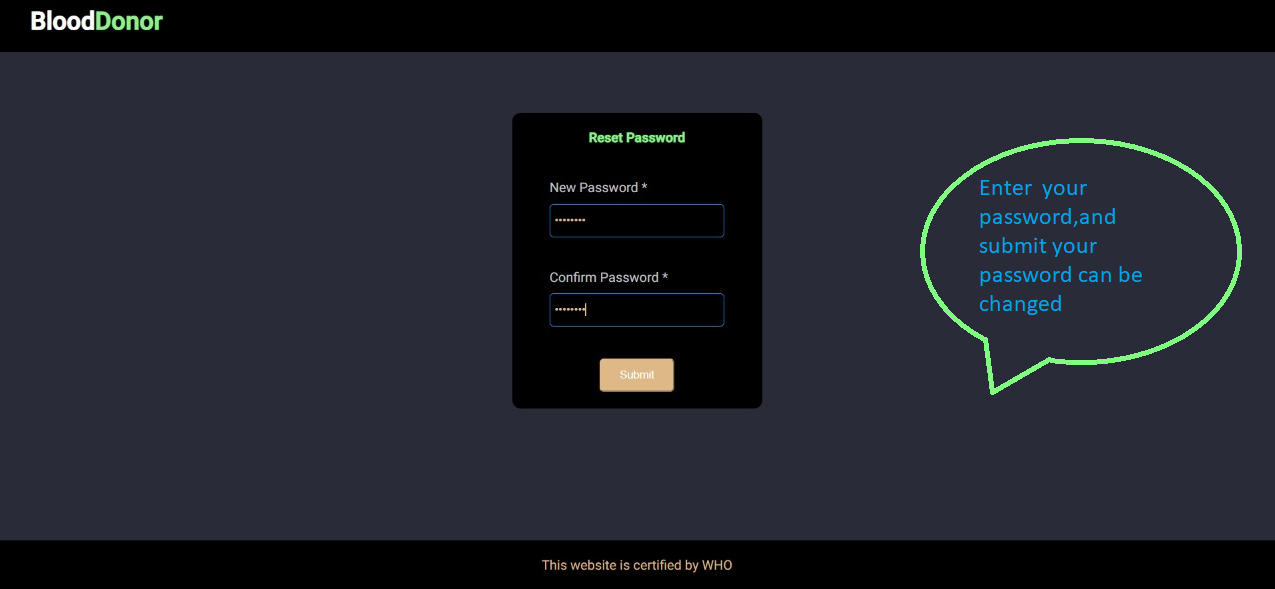 BloodDonor
Reset Password
New Password *
Confirm Password *
Submit
Enter  your
password,and
submit your
password can be
changed
This website is certified by WHO